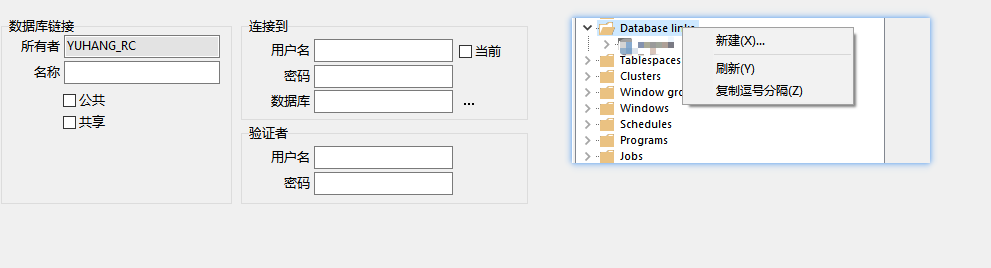 数据库链接
所有者 YUHANG_RC
名称
公共
共享
连接到
用户名 当前
密码
数据库 ...
验证者
用户名
密码
Database links
Tablespaces
Clusters
Window gro
Windows
Schedules
Programs
Jobs
新建(X)...
刷新(Y)
复制逗号分隔(Z)